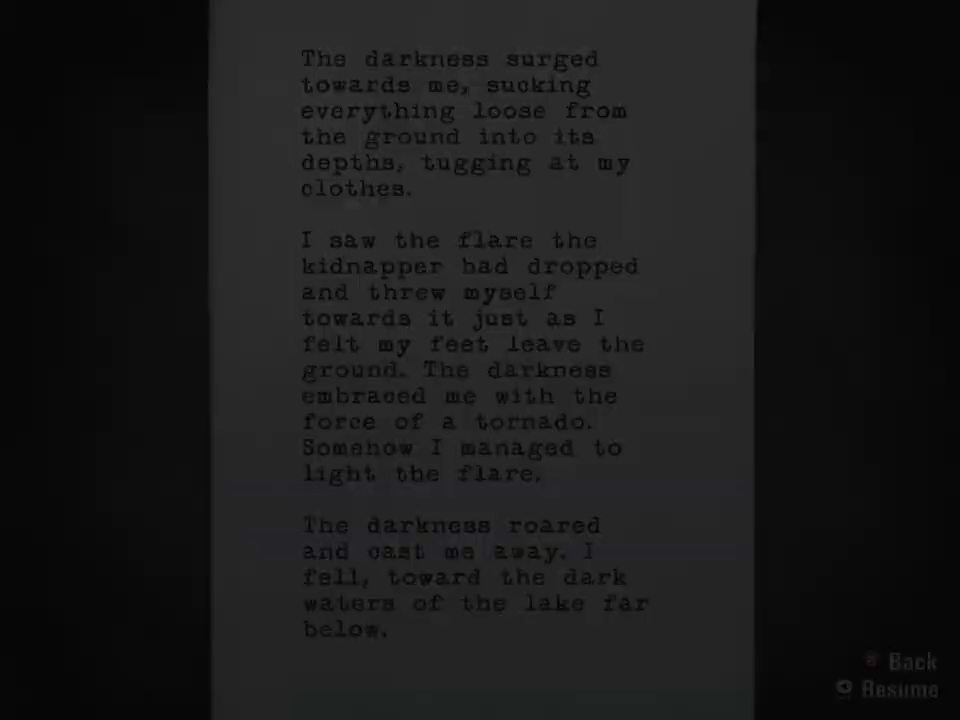 The darkness surged
towards me, sucking
everything loose from
the ground into its
depths, tugging at my
clothes.
I saw the flare the
kidnapper had dropped
and threw myself
towards it just as I
felt my feet leave the
ground. The darkness
embraced me with the
force of a tornado.
Somehow I managed to
light the flare.
The darkness roared
and cast me away. I
fell, toward the dark
waters of the lake far
below.
Back
Resume